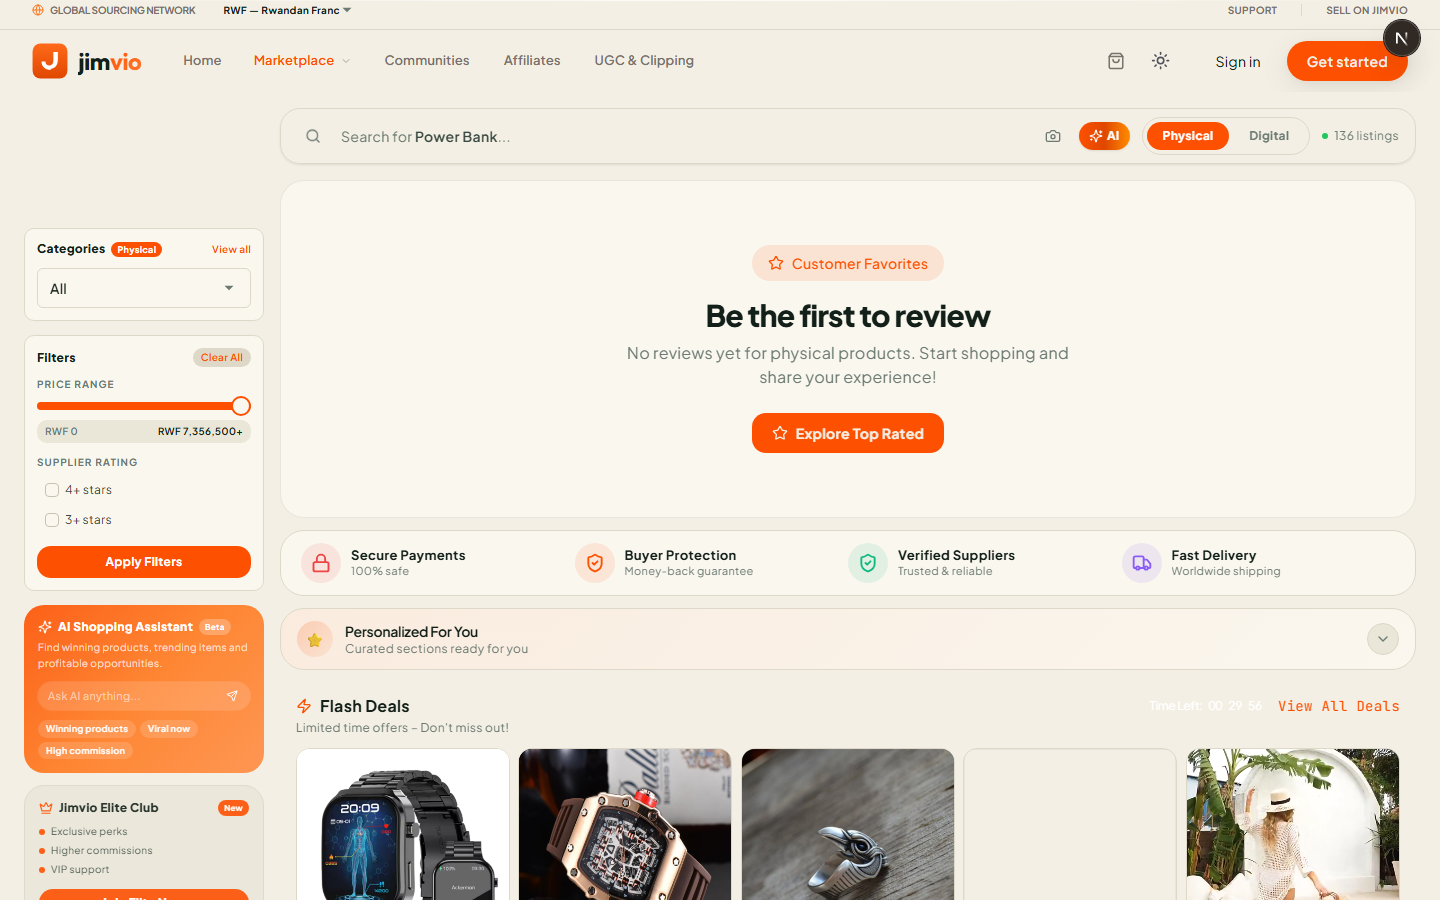 GLOBAL SOURCING NETWORK
RWF — Rwandan Franc
SUPPORT
SELL ON JIMVIO
J jimvio
Home
Marketplace
Communities
Affiliates
UGC & Clipping
Sign in
Get started
N
Search for Power Bank...
AI
Physical
Digital
136 listings
Categories
Physical
View all
All
Filters
Clear All
PRICE RANGE
RWF 0
RWF 7,356,500+
SUPPLIER RATING
4+ stars
3+ stars
Apply Filters
AI Shopping Assistant
Beta
Find winning products, trending items and
profitable opportunities.
Ask AI anything...
Winning products
Viral now
High commission
Jimvio Elite Club
New
Exclusive perks
Higher commissions
VIP support
Customer Favorites
Be the first to review
No reviews yet for physical products. Start shopping and
share your experience!
Explore Top Rated
Secure Payments
100% safe
Buyer Protection
Money-back guarantee
Verified Suppliers
Trusted & reliable
Fast Delivery
Worldwide shipping
Personalized For You
Curated sections ready for you
Flash Deals
Limited time offers – Don't miss out!
Time Left: 00 29 56
View All Deals
20:09